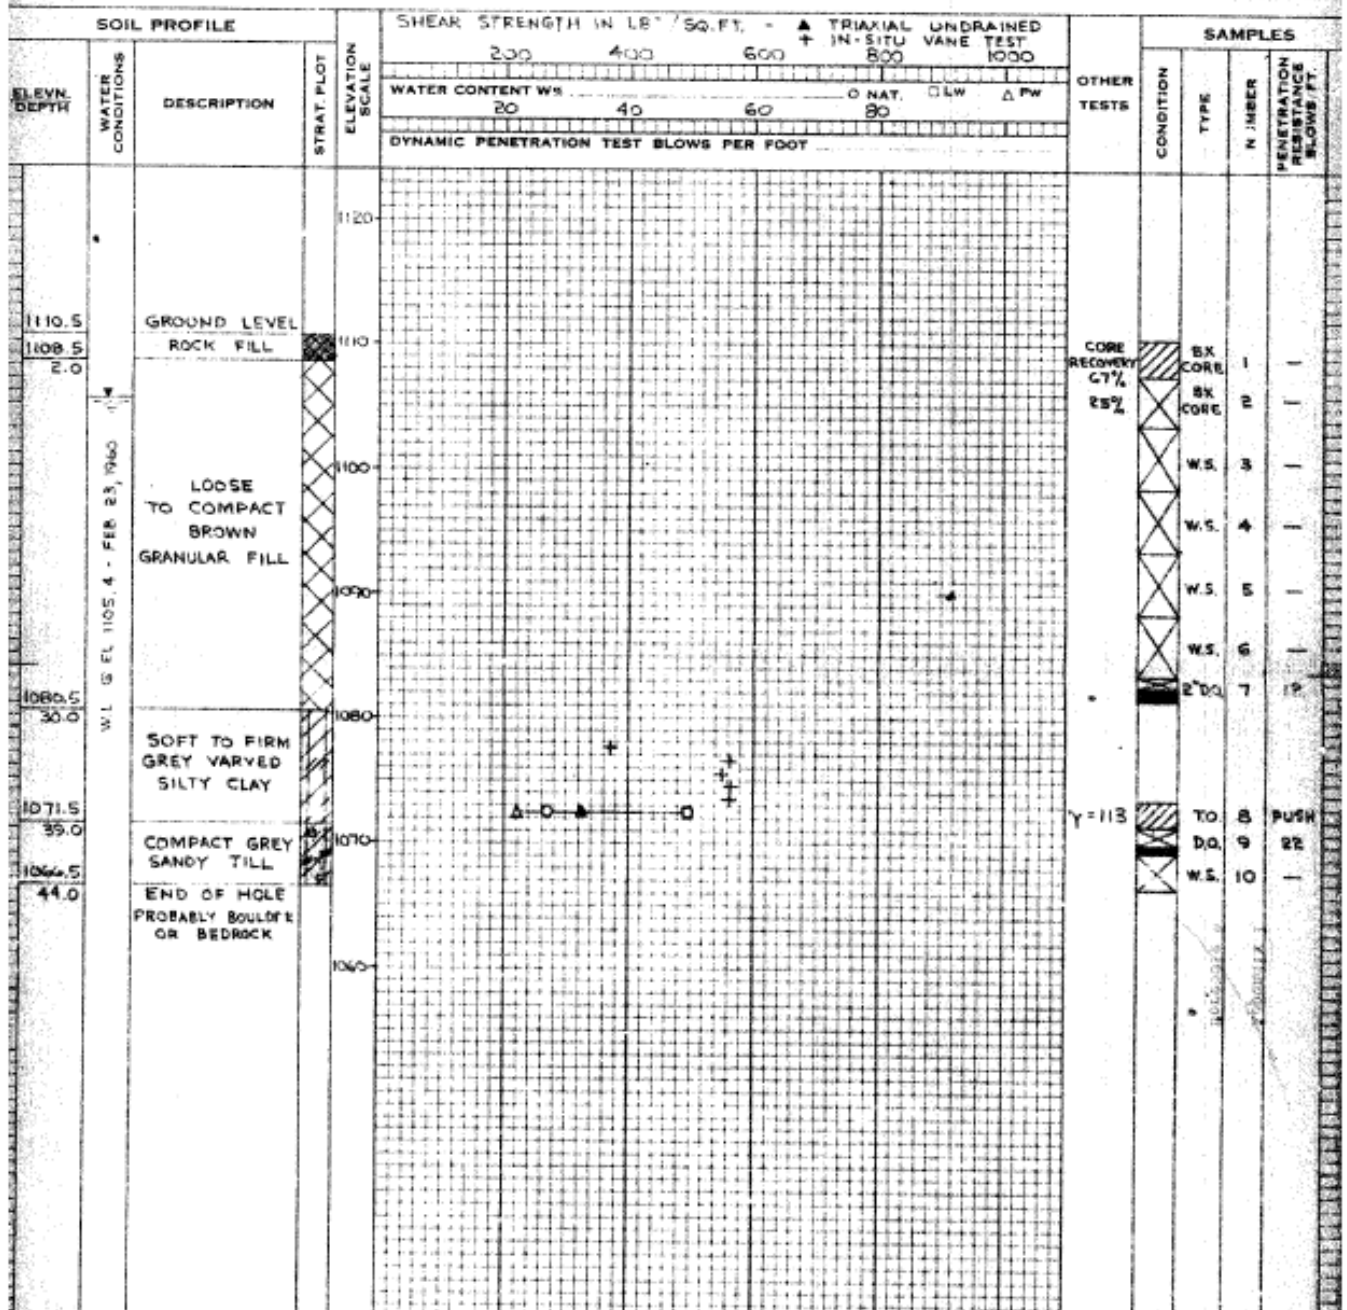 SOIL PROFILE
ELEVN. DEPTH
WATER CONDITIONS
DESCRIPTION
STRAT. PLOT
ELEVATION SCALE
SHEAR STRENGTH IN LBS/SQ.FT. - ▲ TRIAXIAL UNDRAINED
+ IN-SITU VANE TEST
200 400 600 800 1000
WATER CONTENT W% O NAT. □ LW △ PW
20 40 60 80
DYNAMIC PENETRATION TEST BLOWS PER FOOT
OTHER TESTS
SAMPLES
CONDITION
TYPE
NUMBER
PENETRATION RESISTANCE BLOWS/FT.
1120
1110.5 GROUND LEVEL
1108.5 ROCK FILL
2.0
1110
CORE RECOVERY
67%
BX CORE 1 —
25%
BX CORE 2 —
W.L. @ EL 1105.4 - FEB 23, 1960
1100
LOOSE
TO COMPACT
BROWN
GRANULAR FILL
W.S. 3 —
W.S. 4 —
1090
W.S. 5 —
W.S. 6 —
2"D.O. 7
1080.5
30.0
1080
SOFT TO FIRM
GREY VARVED
SILTY CLAY
1071.5
39.0
γ=113
T.O. 8 PUSH
1070
COMPACT GREY
SANDY TILL
D.O. 9 22
1066.5
44.0
W.S. 10 —
END OF HOLE
PROBABLY BOULDER
OR BEDROCK
1060